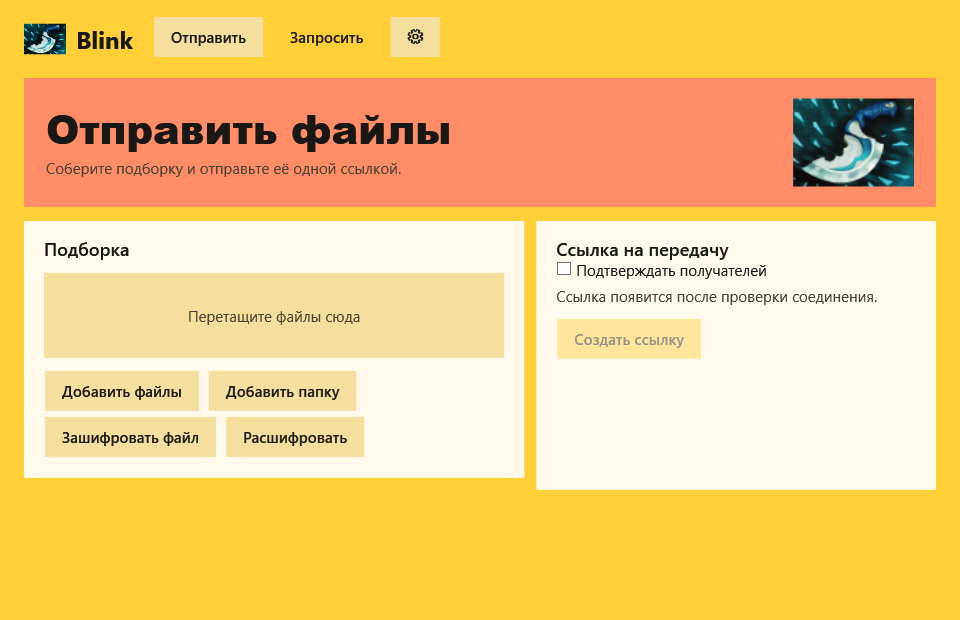 Blink
Отправить
Запросить
Отправить файлы
Соберите подборку и отправьте её одной ссылкой.
Подборка
Перетащите файлы сюда
Добавить файлы
Добавить папку
Зашифровать файл
Расшифровать
Ссылка на передачу
Подтверждать получателей
Ссылка появится после проверки соединения.
Создать ссылку